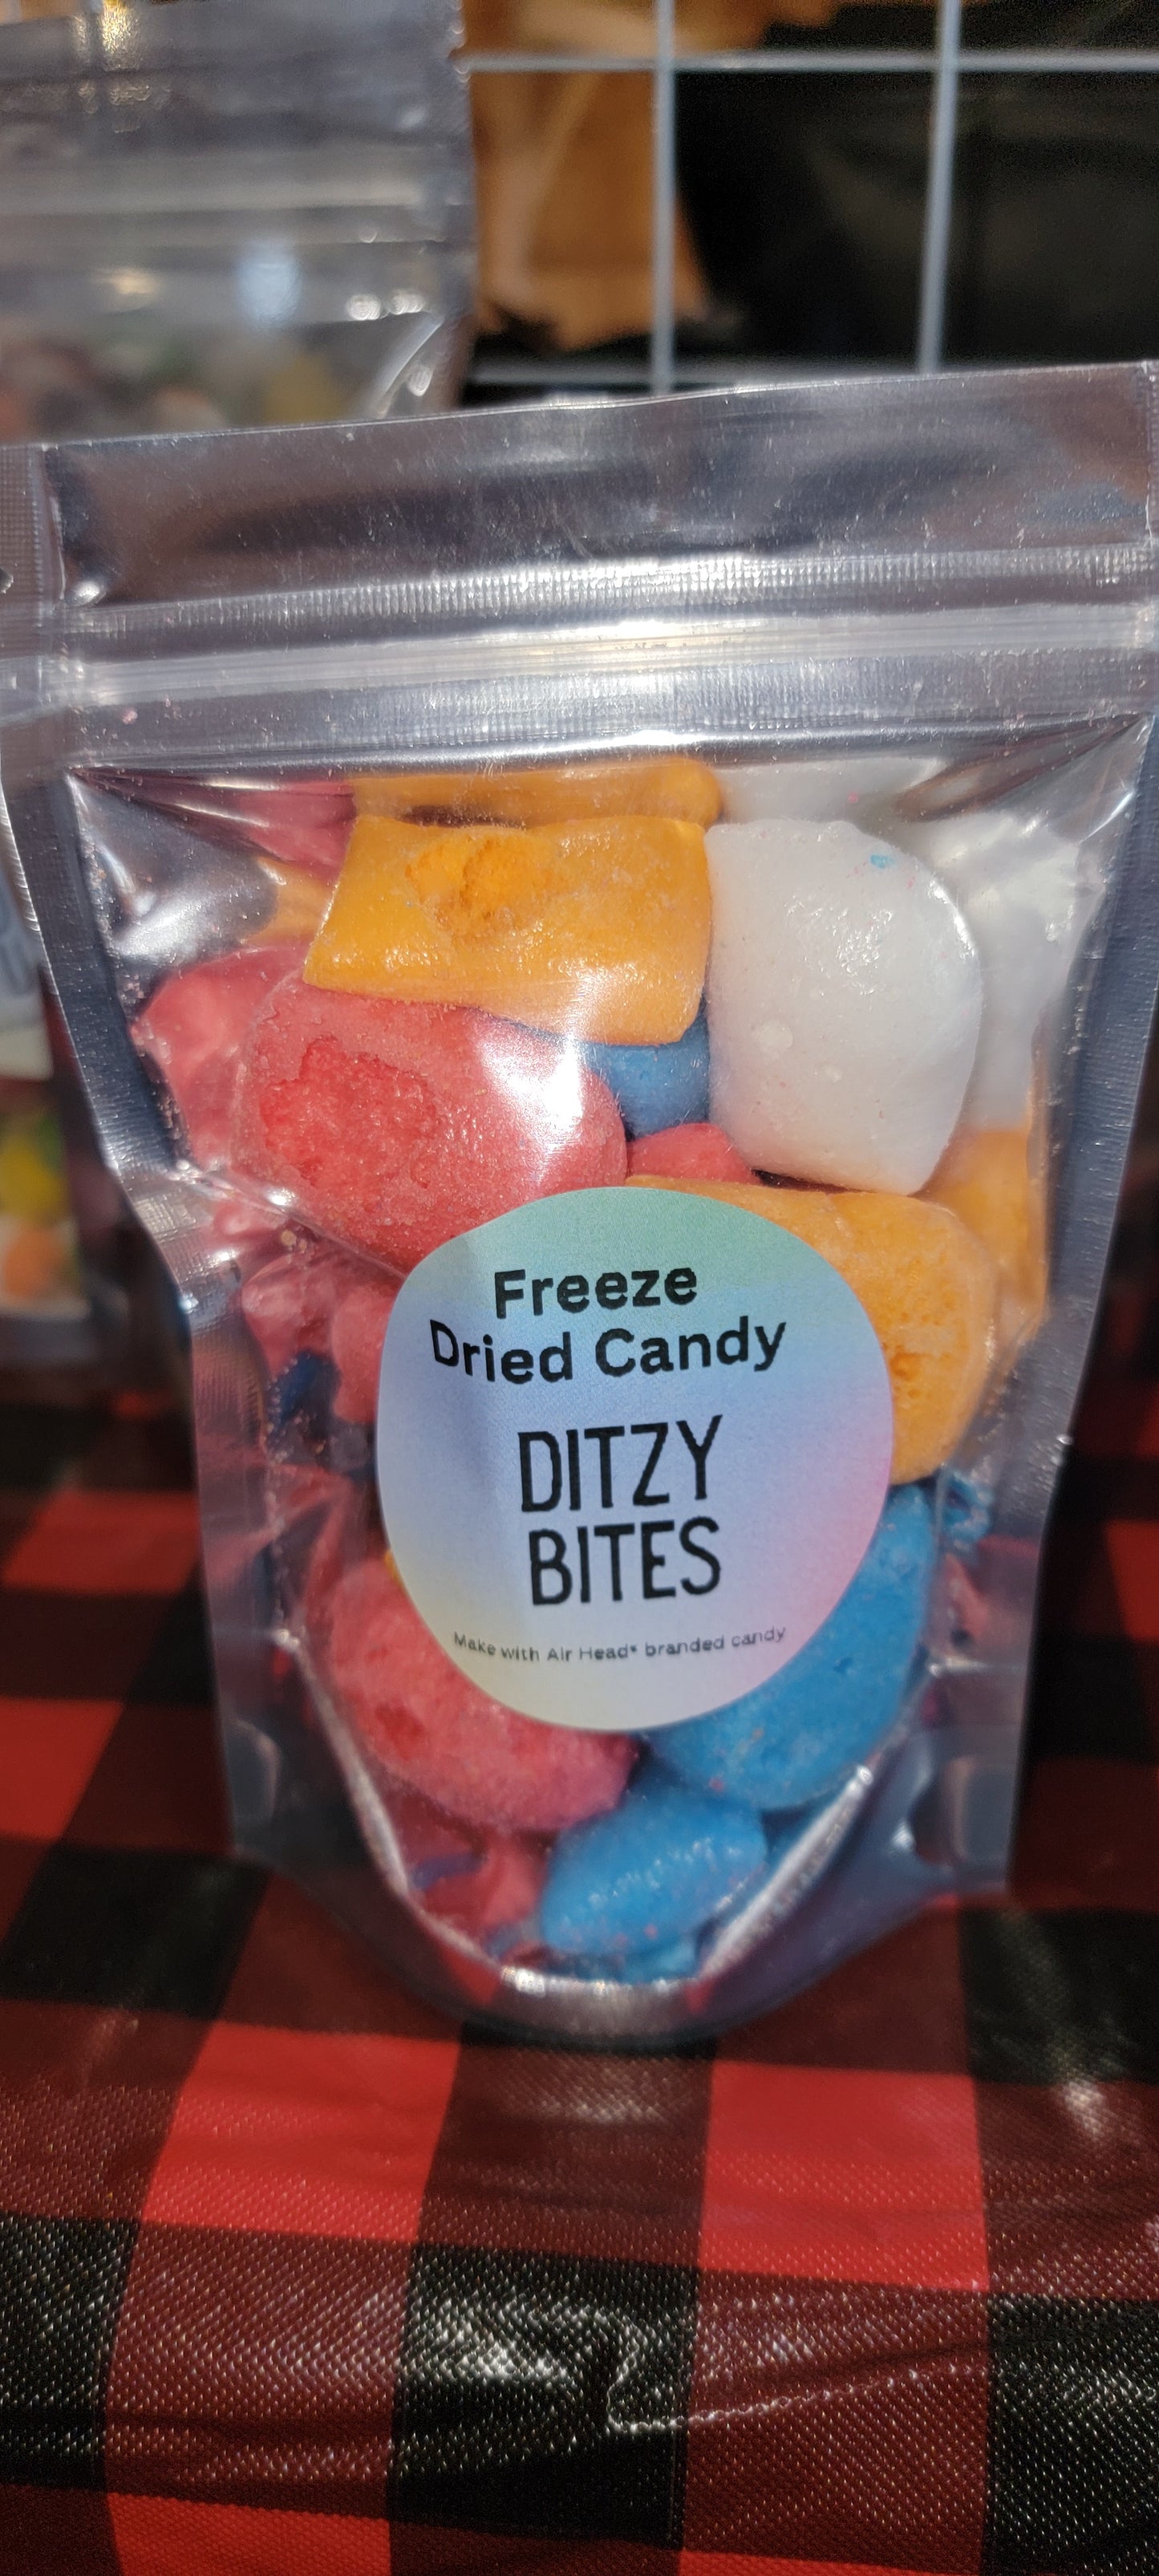 Freeze
Dried Candy
DITZY
BITES
Make with Air Head* branded candy